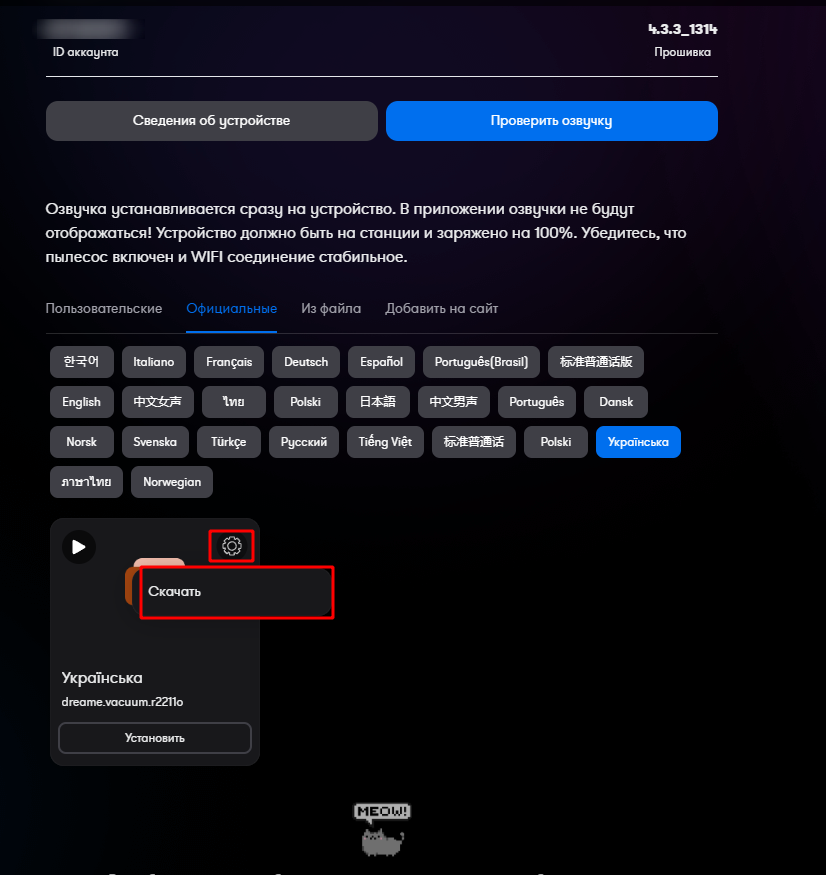 4.3.3_1314
ID аккаунта
Прошивка
Сведения об устройстве
Проверить озвучку
Озвучка устанавливается сразу на устройство. В приложении озвучки не будут
отображаться! Устройство должно быть на станции и заряжено на 100%. Убедитесь, что
пылесос включен и WIFI соединение стабильное.
Пользовательские Официальные Из файла Добавить на сайт
한국어 Italiano Français Deutsch Español Português(Brasil) 标准普通话版
English 中文女声 ไทย Polski 日本語 中文男声 Português Dansk
Norsk Svenska Türkçe Русский Tiếng Việt 标准普通话 Polski Українська
ภาษาไทย Norwegian
Скачать
Українська
dreame.vacuum.r2211o
Установить
MEOW!